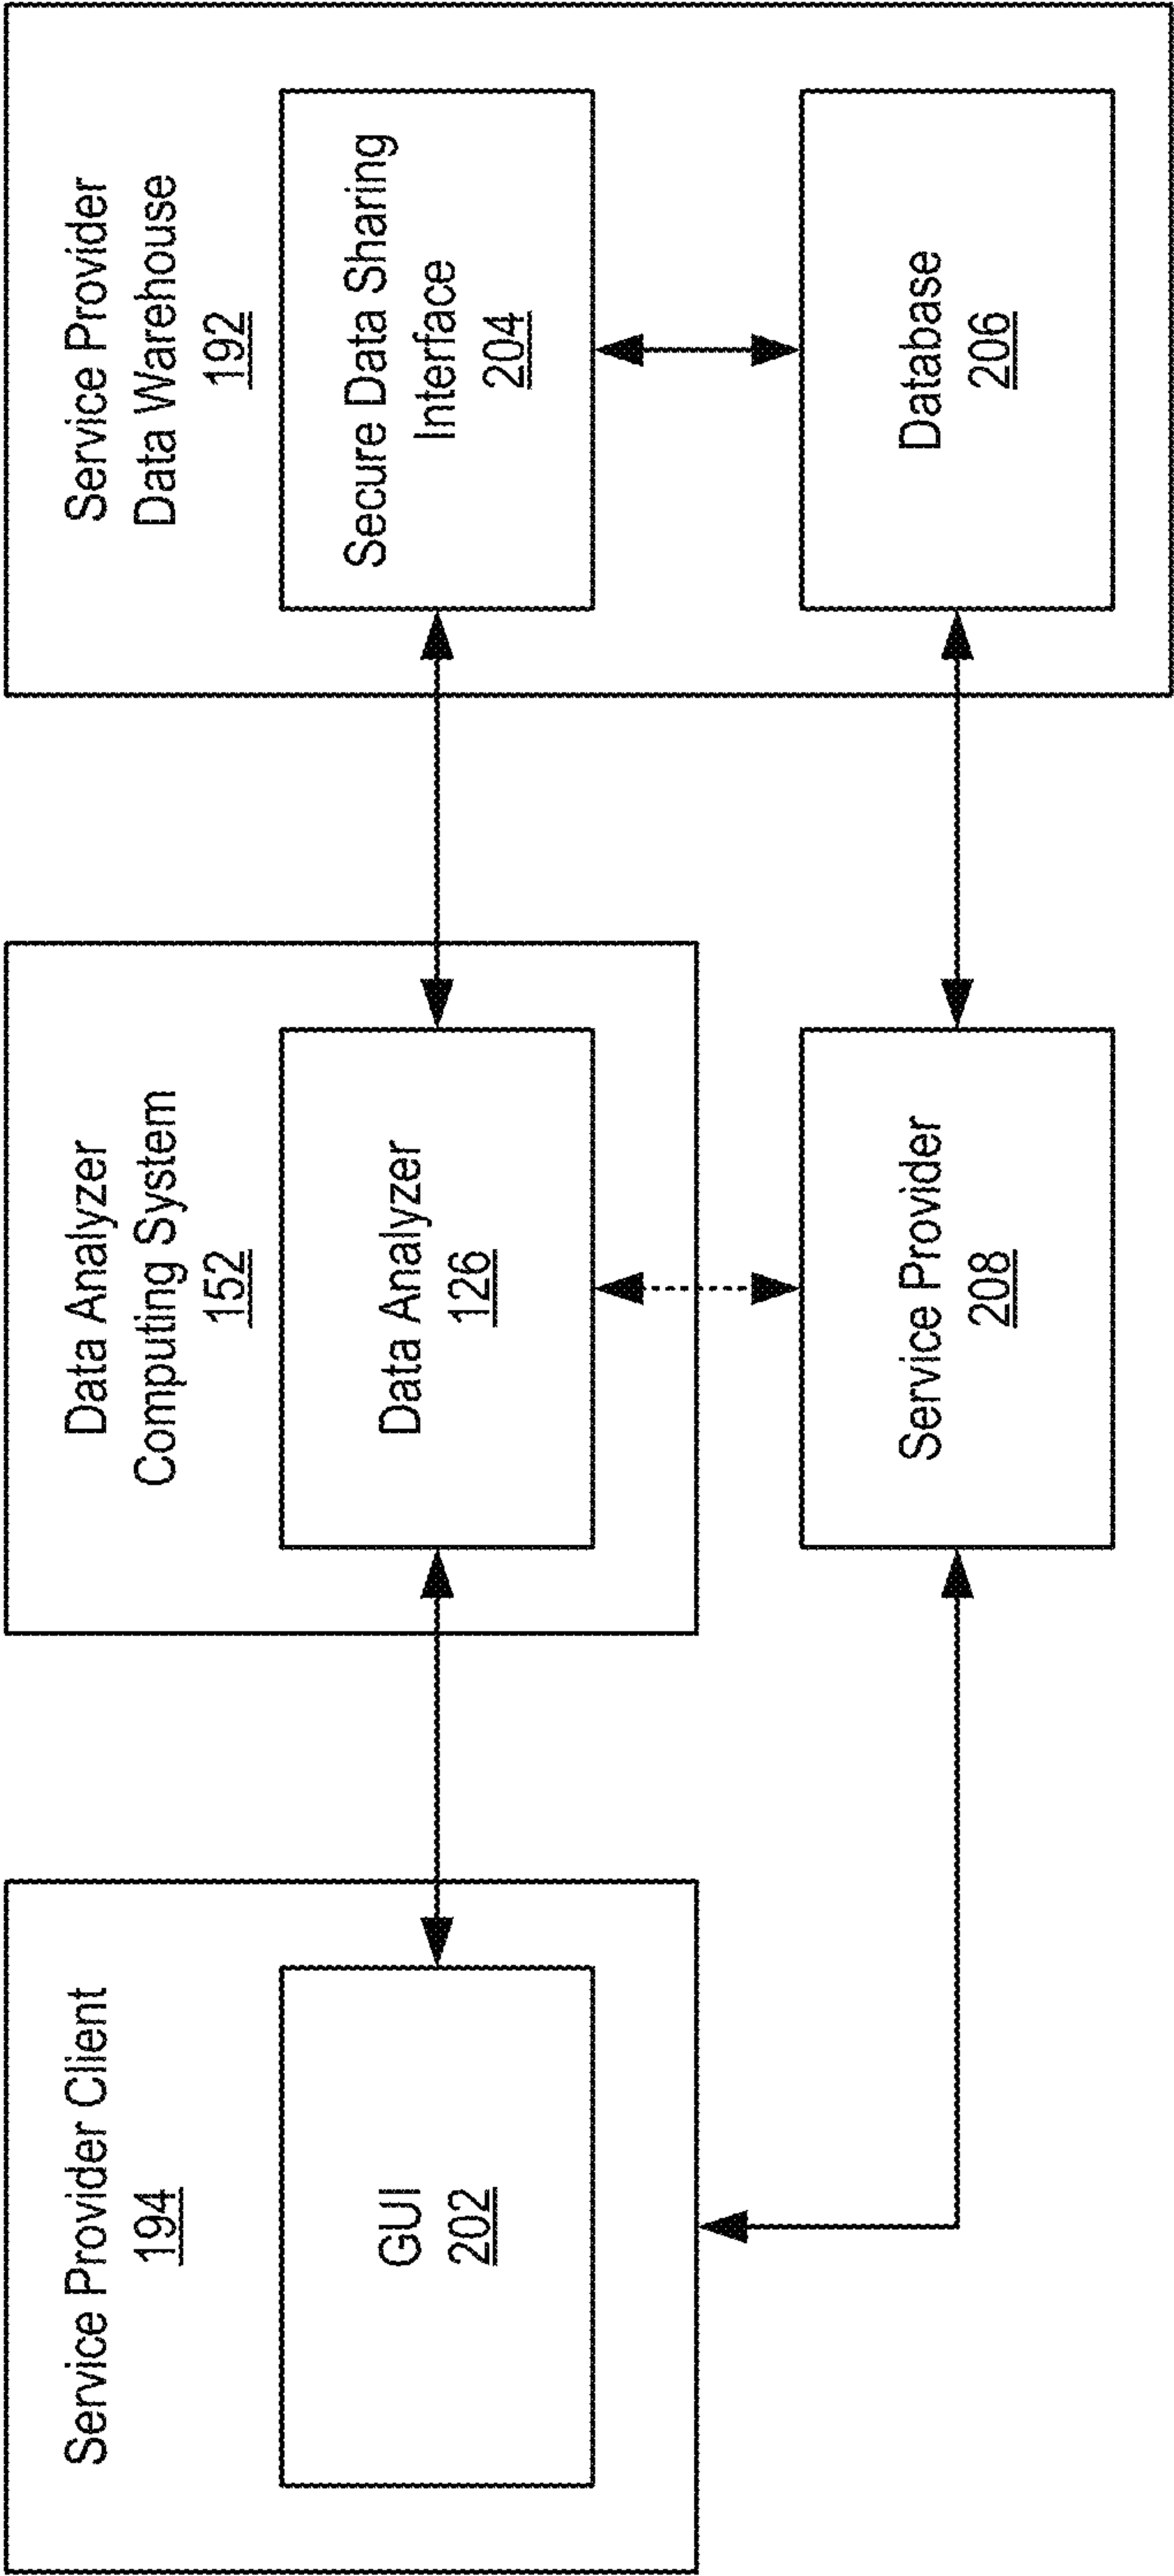 Service Provider Client
194
GUI
202
Data Analyzer
Computing System
152
Data Analyzer
126
Service Provider
208
Service Provider
Data Warehouse
192
Secure Data Sharing
Interface
204
Database
206